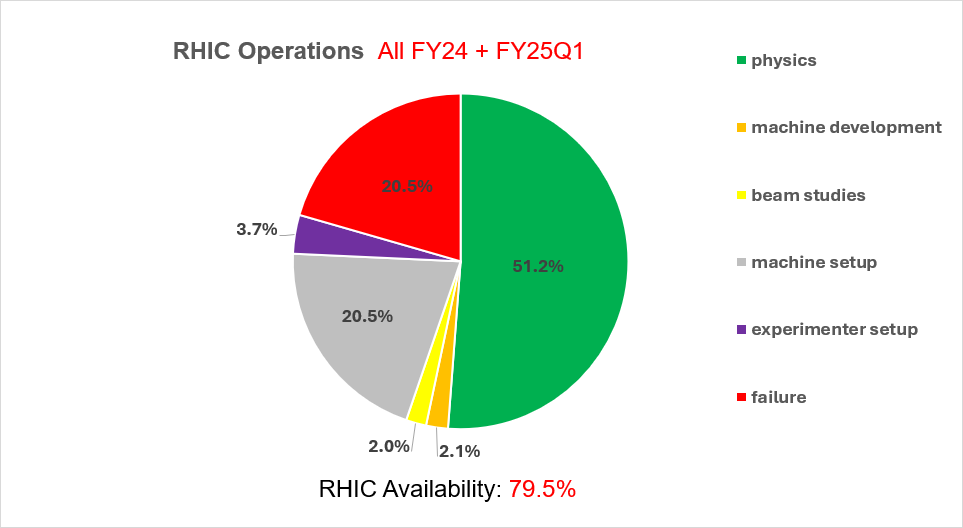 RHIC Operations All FY24 + FY25Q1
physics
machine development
beam studies
machine setup
experimenter setup
failure
20.5%
3.7%
51.2%
20.5%
2.0%
2.1%
RHIC Availability: 79.5%